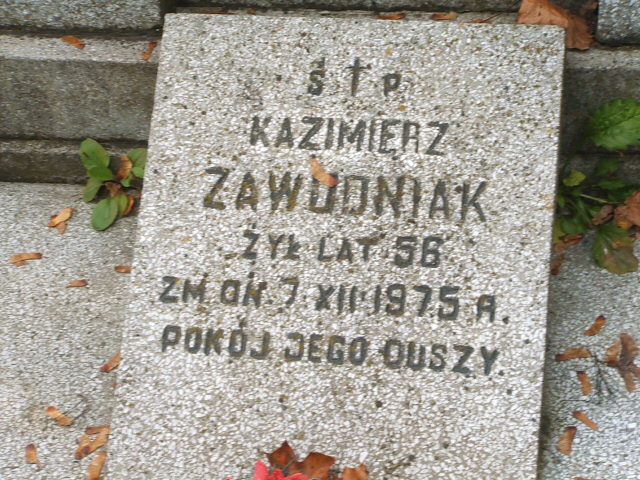 Ś † P
KAZIMIERZ
ZAWODNIAK
ŻYŁ LAT 56
ZM. DN. 7 XII 1975 R.
POKÓJ JEGO DUSZY.